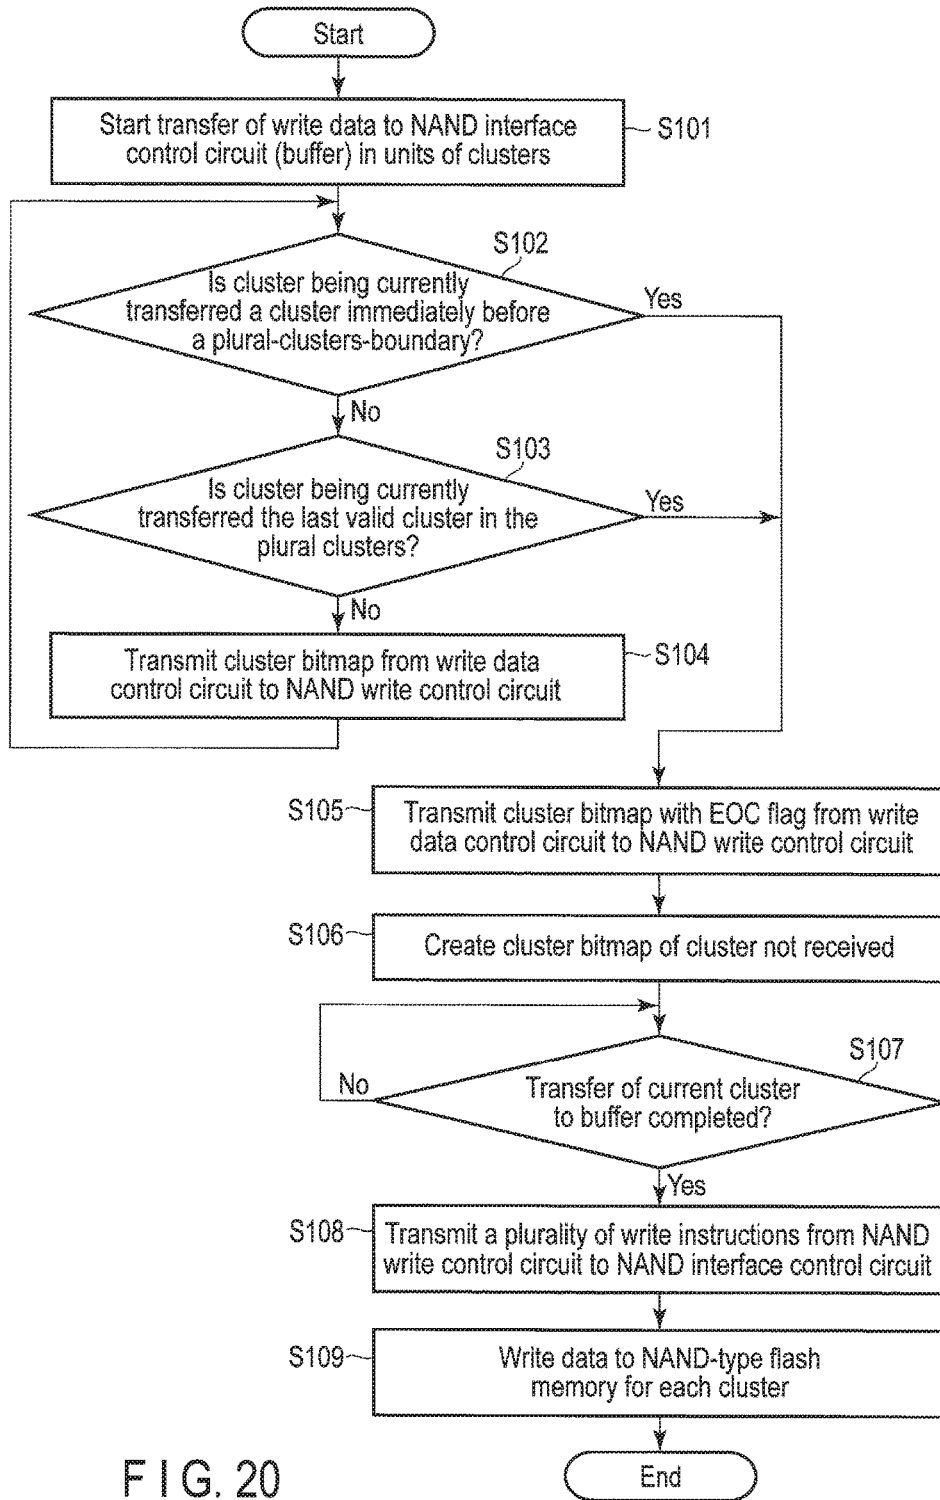 Start
Start transfer of write data to NAND interface
control circuit (buffer) in units of clusters
S101
S102
Is cluster being currently
transferred a cluster immediately before
a plural-clusters-boundary?
Yes
No
S103
Is cluster being currently
transferred the last valid cluster in the
plural clusters?
Yes
No
Transmit cluster bitmap from write data
control circuit to NAND write control circuit
S104
S105
Transmit cluster bitmap with EOC flag from write
data control circuit to NAND write control circuit
S106
Create cluster bitmap of cluster not received
S107
No
Transfer of current cluster
to buffer completed?
Yes
S108
Transmit a plurality of write instructions from NAND
write control circuit to NAND interface control circuit
S109
Write data to NAND-type flash
memory for each cluster
End
F I G. 20